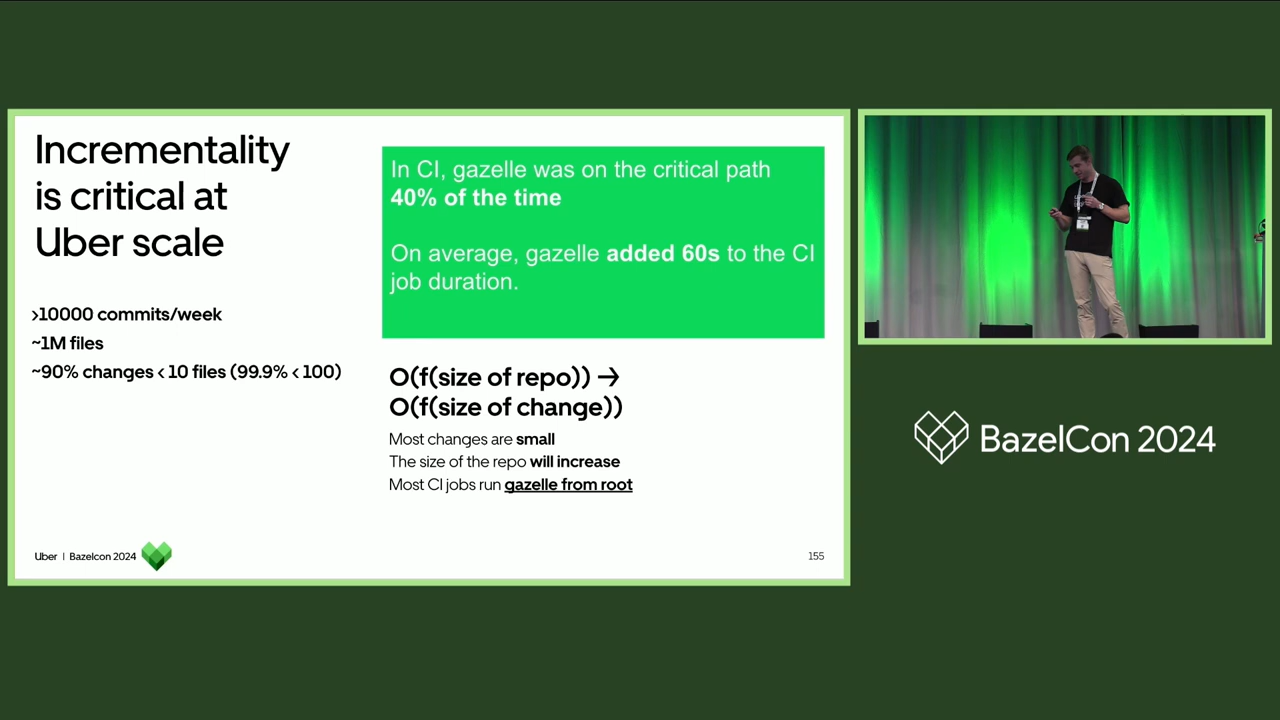 Incrementality
is critical at
Uber scale
>10000 commits/week
~1M files
~90% changes < 10 files (99.9% < 100)
In CI, gazelle was on the critical path
40% of the time
On average, gazelle added 60s to the CI
job duration.
O(f(size of repo)) →
O(f(size of change))
Most changes are small
The size of the repo will increase
Most CI jobs run gazelle from root
Uber | Bazelcon 2024
155
BazelCon 2024